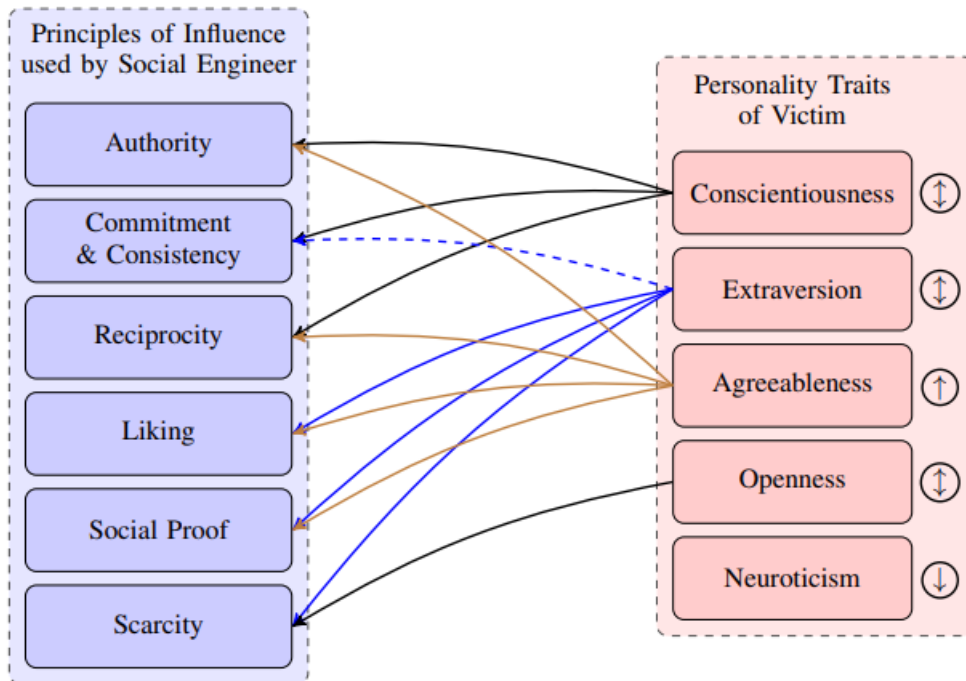 Principles of Influence
used by Social Engineer
Authority
Commitment
& Consistency
Reciprocity
Liking
Social Proof
Scarcity
Personality Traits
of Victim
Conscientiousness
↕
Extraversion
↕
Agreeableness
↑
Openness
↕
Neuroticism
↓